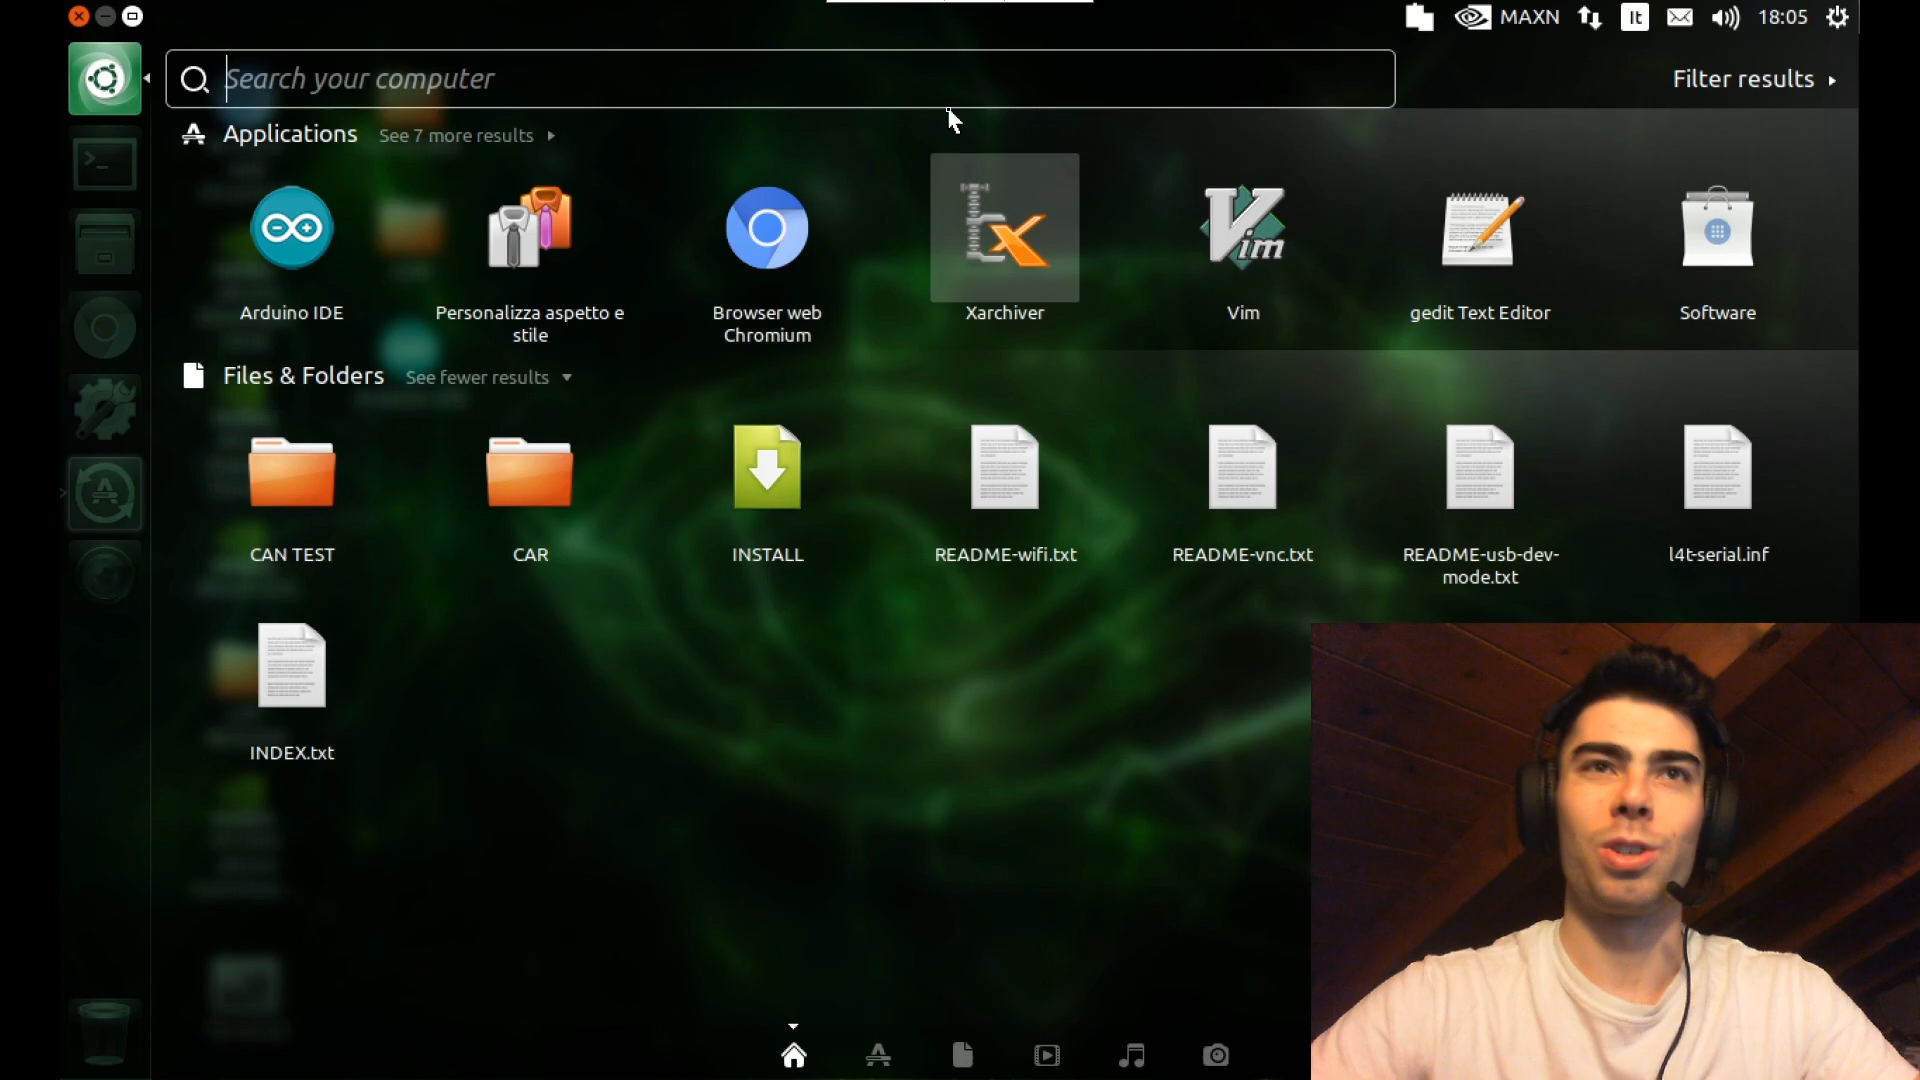 MAXN
It
18:05
Search your computer
Filter results
Applications
See 7 more results
Arduino IDE
Personalizza aspetto e
stile
Browser web
Chromium
Xarchiver
Vim
gedit Text Editor
Software
Files & Folders
See fewer results
CAN TEST
CAR
INSTALL
README-wifi.txt
README-vnc.txt
README-usb-dev-
mode.txt
l4t-serial.inf
INDEX.txt